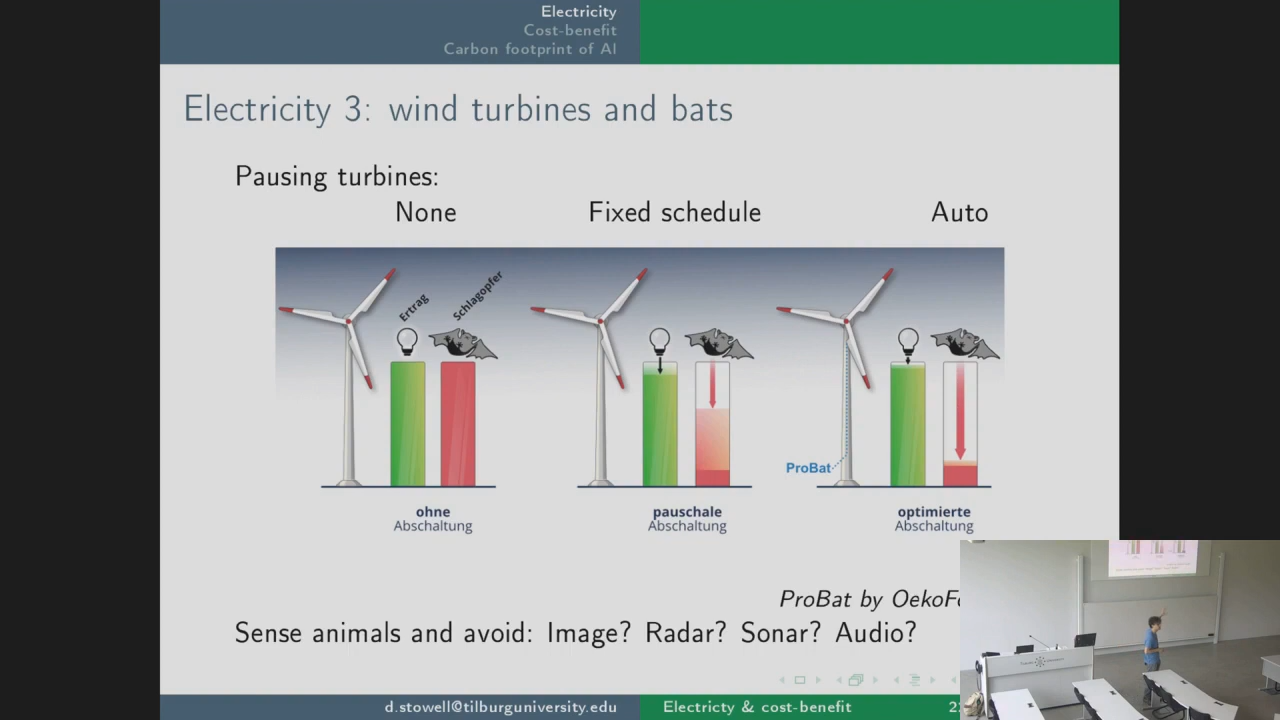 Electricity
Cost-benefit
Carbon footprint of AI
Electricity 3: wind turbines and bats
Pausing turbines:
None Fixed schedule Auto
Ertrag Schlagopfer
ProBat
ohne Abschaltung
pauschale Abschaltung
optimierte Abschaltung
ProBat by OekoFo
Sense animals and avoid: Image? Radar? Sonar? Audio?
d.stowell@tilburguniversity.edu Electricty & cost-benefit